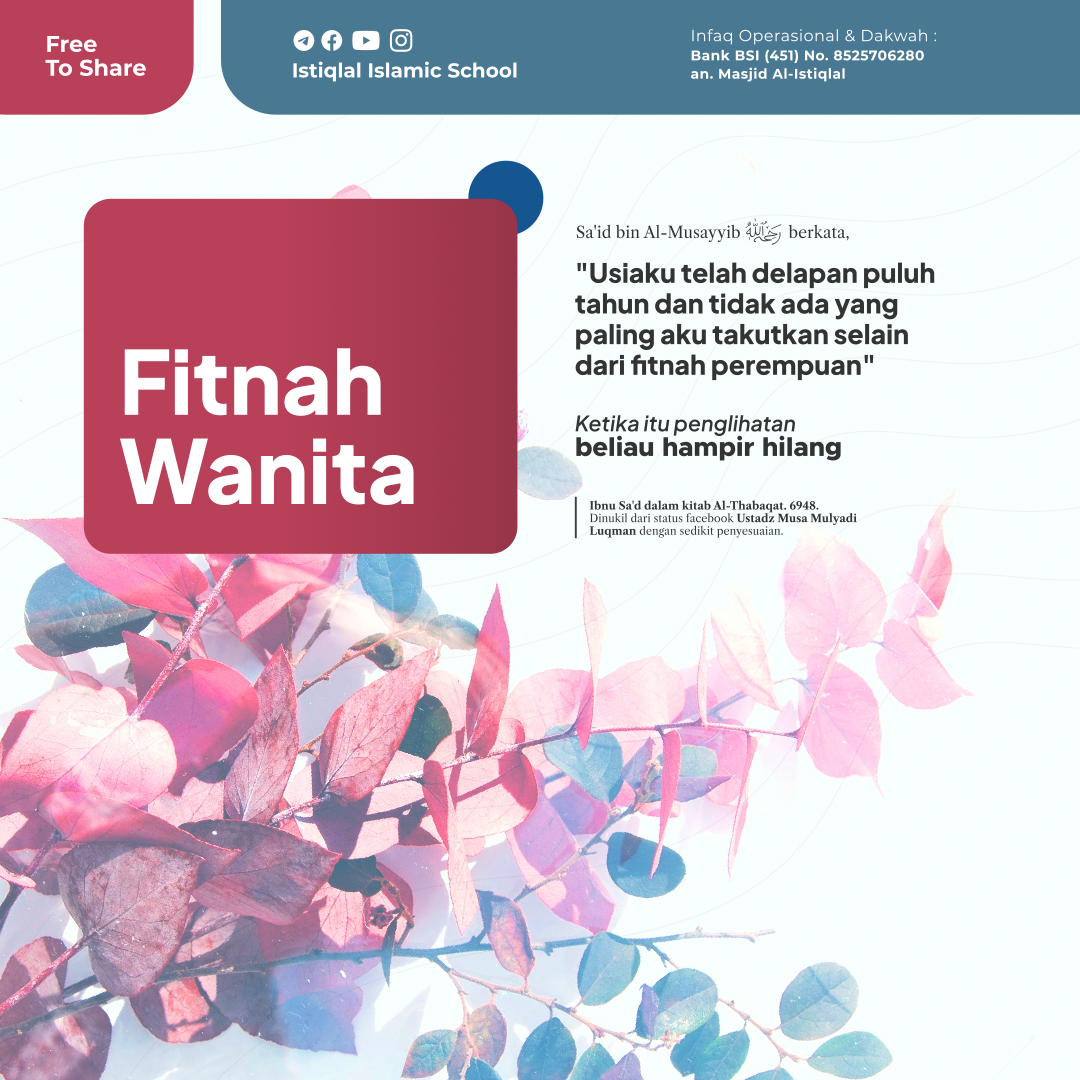 Free
To Share
Istiqlal Islamic School
Infaq Operasional & Dakwah :
Bank BSI (451) No. 8525706280
an. Masjid Al-Istiqlal
Fitnah
Wanita
Sa'id bin Al-Musayyib رحمه الله berkata,
"Usiaku telah delapan puluh
tahun dan tidak ada yang
paling aku takutkan selain
dari fitnah perempuan"
Ketika itu penglihatan
beliau hampir hilang
Ibnu Sa'd dalam kitab Al-Thabaqat. 6948.
Dinukil dari status facebook Ustadz Musa Mulyadi
Luqman dengan sedikit penyesuaian.